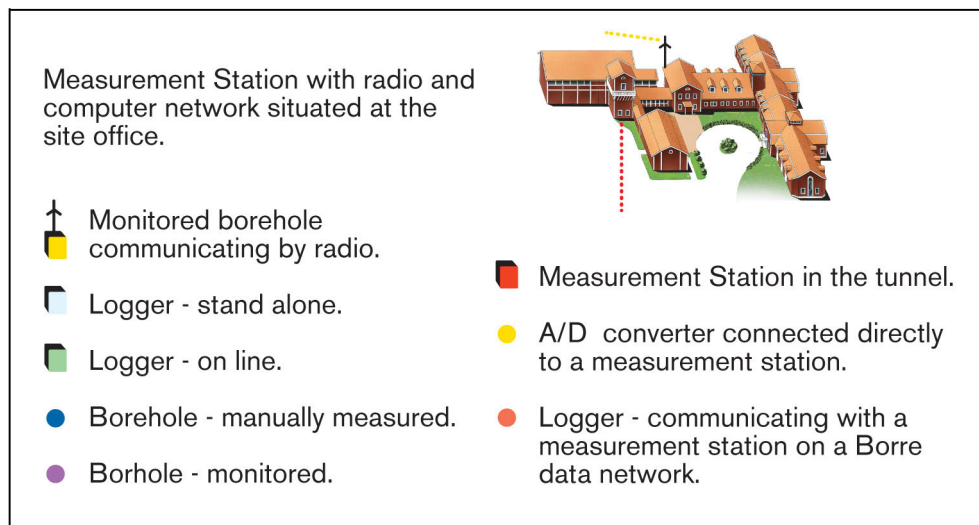 Measurement Station with radio and
computer network situated at the
site office.
Monitored borehole
communicating by radio.
Logger - stand alone.
Logger - on line.
Borehole - manually measured.
Borhole - monitored.
Measurement Station in the tunnel.
A/D converter connected directly
to a measurement station.
Logger - communicating with a
measurement station on a Borre
data network.